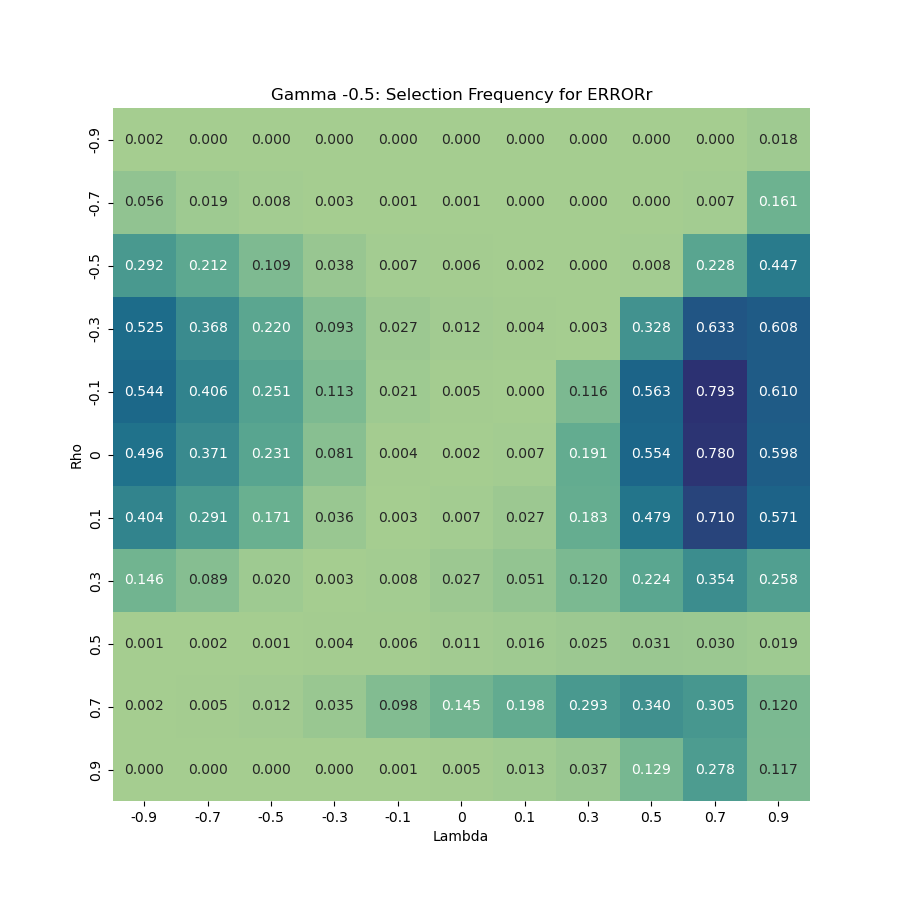 Gamma -0.5: Selection Frequency for ERRORr
-0.9 0.002 0.000 0.000 0.000 0.000 0.000 0.000 0.000 0.000 0.000 0.018
-0.7 0.056 0.019 0.008 0.003 0.001 0.001 0.000 0.000 0.000 0.007 0.161
-0.5 0.292 0.212 0.109 0.038 0.007 0.006 0.002 0.000 0.008 0.228 0.447
-0.3 0.525 0.368 0.220 0.093 0.027 0.012 0.004 0.003 0.328 0.633 0.608
-0.1 0.544 0.406 0.251 0.113 0.021 0.005 0.000 0.116 0.563 0.793 0.610
Rho
0 0.496 0.371 0.231 0.081 0.004 0.002 0.007 0.191 0.554 0.780 0.598
0.1 0.404 0.291 0.171 0.036 0.003 0.007 0.027 0.183 0.479 0.710 0.571
0.3 0.146 0.089 0.020 0.003 0.008 0.027 0.051 0.120 0.224 0.354 0.258
0.5 0.001 0.002 0.001 0.004 0.006 0.011 0.016 0.025 0.031 0.030 0.019
0.7 0.002 0.005 0.012 0.035 0.098 0.145 0.198 0.293 0.340 0.305 0.120
0.9 0.000 0.000 0.000 0.000 0.001 0.005 0.013 0.037 0.129 0.278 0.117
-0.9 -0.7 -0.5 -0.3 -0.1 0 0.1 0.3 0.5 0.7 0.9
Lambda